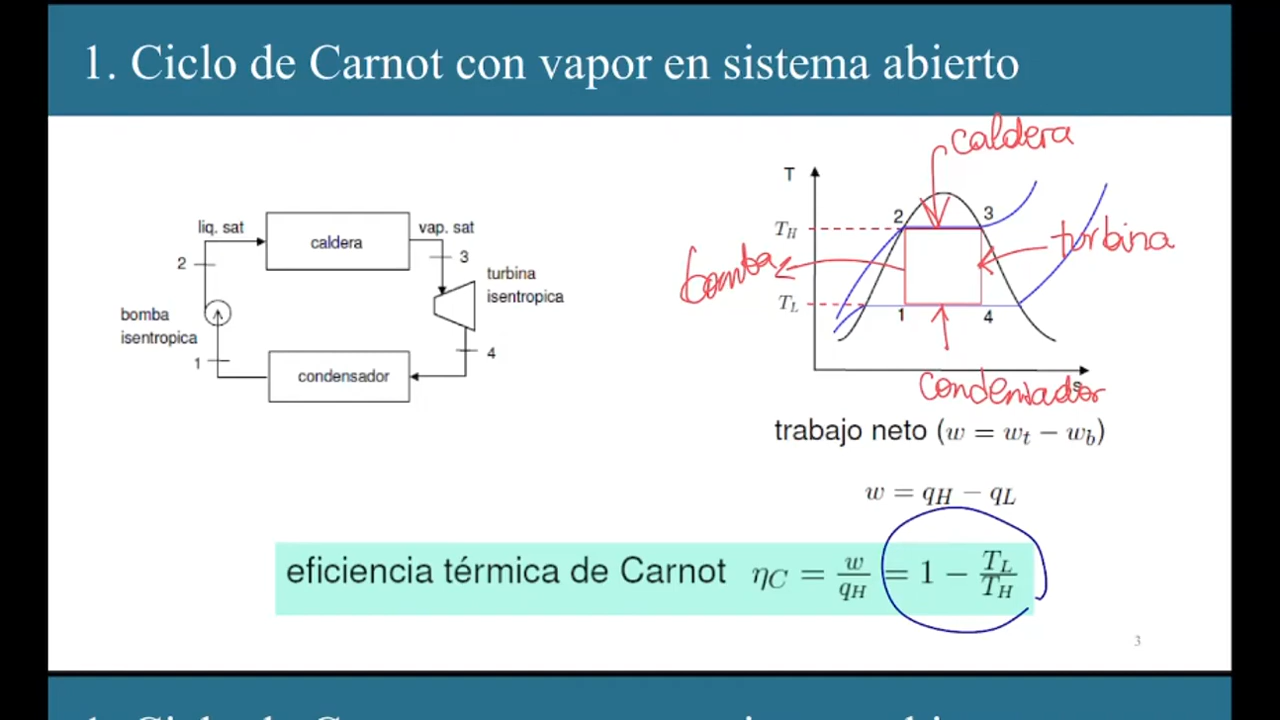 1. Ciclo de Carnot con vapor en sistema abierto
liq. sat
caldera
vap. sat
2
3
turbina
isentropica
bomba
isentropica
1
4
condensador
caldera
T
2
3
T_H
turbina
bomba
T_L
1
4
s
condensador
trabajo neto (w = w_t − w_b)
w = q_H − q_L
eficiencia térmica de Carnot η_C = w/q_H = 1 − T_L/T_H
3